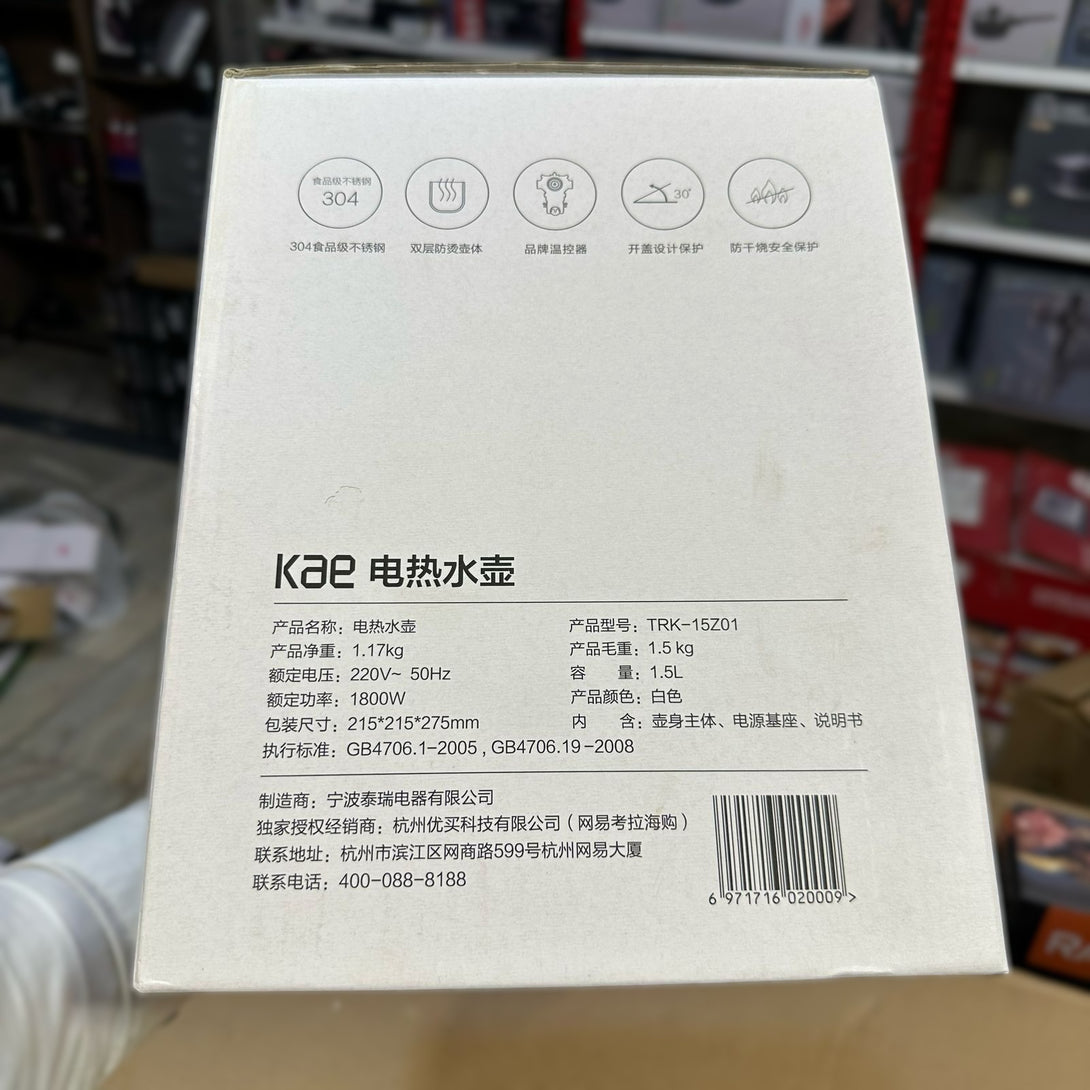 食品级不锈钢
304
30°
304食品级不锈钢 双层防烫壶体 品牌温控器 开盖设计保护 防干烧安全保护
kae 电热水壶
产品名称：电热水壶 产品型号：TRK-15Z01
产品净重：1.17kg 产品毛重：1.5 kg
额定电压：220V~ 50Hz 容 量：1.5L
额定功率：1800W 产品颜色：白色
包装尺寸：215*215*275mm 内 含：壶身主体、电源基座、说明书
执行标准：GB4706.1-2005 , GB4706.19-2008
制造商：宁波泰瑞电器有限公司
独家授权经销商：杭州优买科技有限公司（网易考拉海购）
联系地址：杭州市滨江区网商路599号杭州网易大厦
联系电话：400-088-8188
6 971716 020009 >